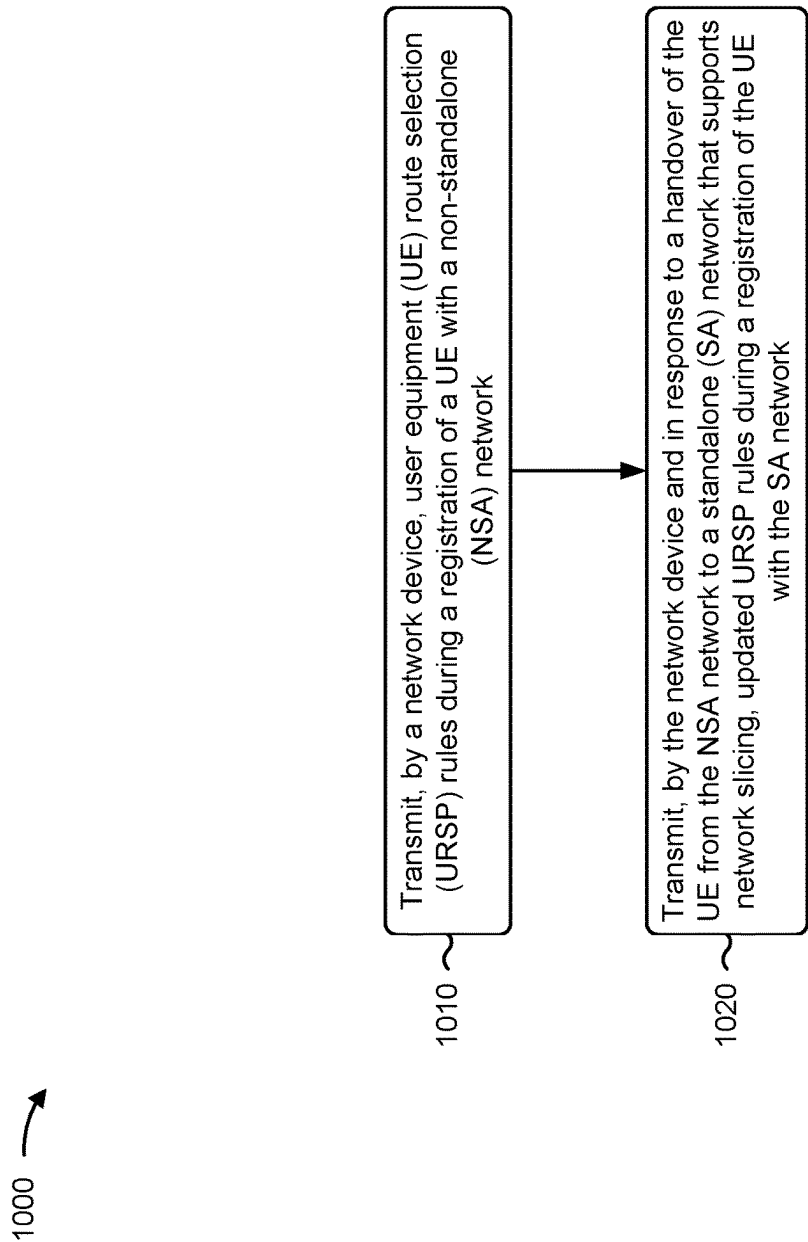 1000
1010
Transmit, by a network device, user equipment (UE) route selection
(URSP) rules during a registration of a UE with a non-standalone
(NSA) network
1020
Transmit, by the network device and in response to a handover of the
UE from the NSA network to a standalone (SA) network that supports
network slicing, updated URSP rules during a registration of the UE
with the SA network